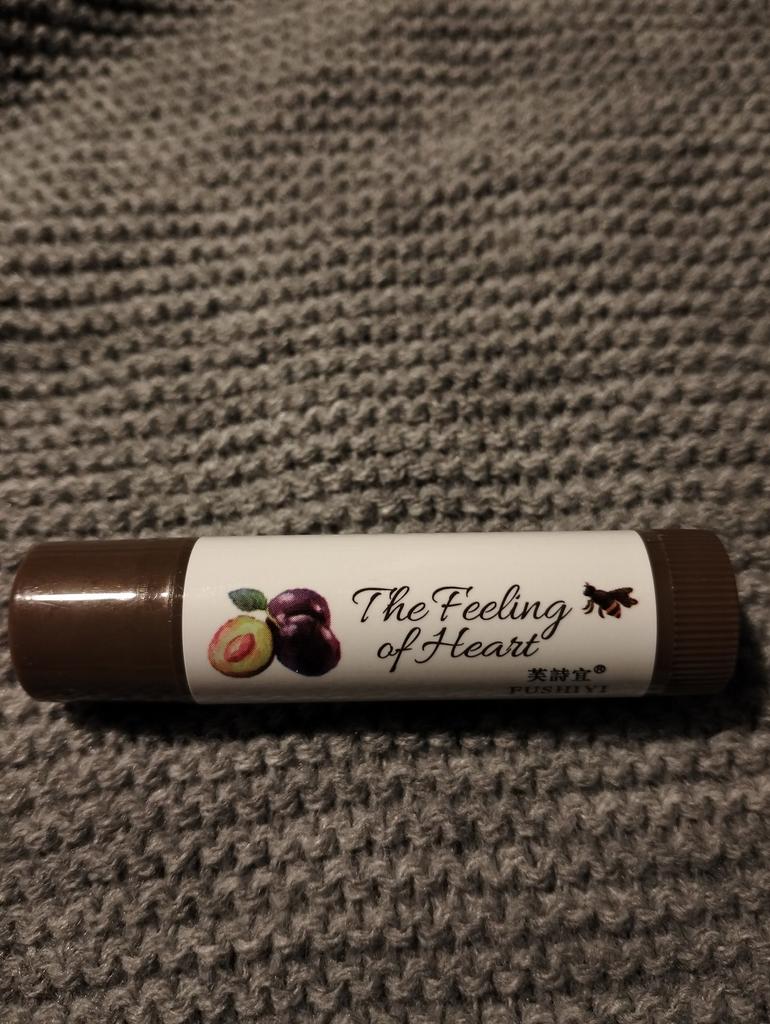 The Feeling
of Heart
芙詩宜®
FUSHIYI